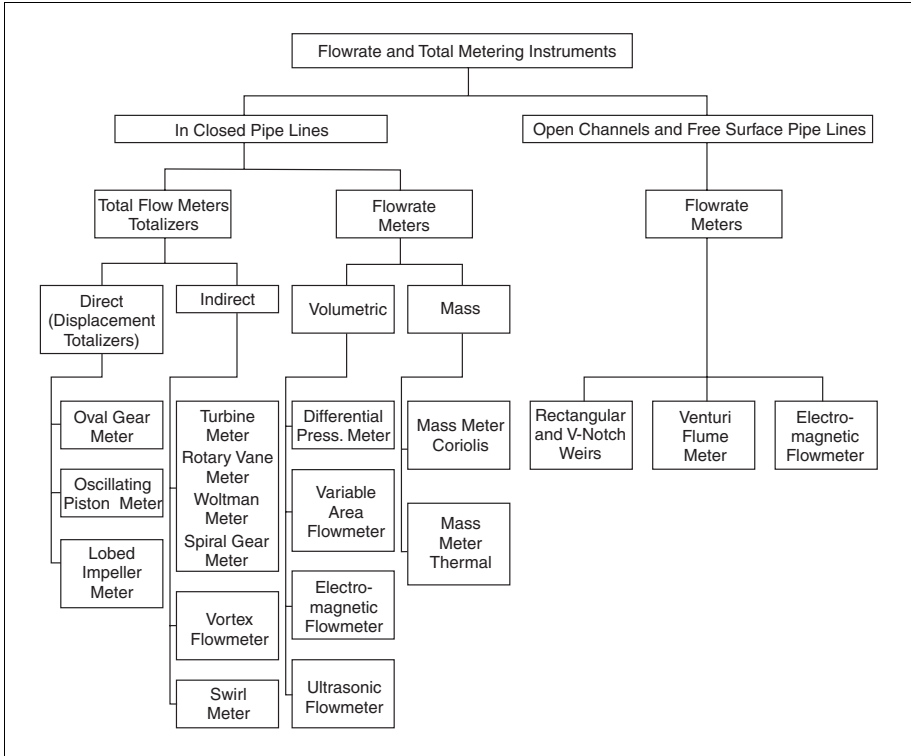 Flowrate and Total Metering Instruments
In Closed Pipe Lines
Open Channels and Free Surface Pipe Lines
Total Flow Meters
Totalizers
Flowrate
Meters
Flowrate
Meters
Direct
(Displacement
Totalizers)
Indirect
Volumetric
Mass
Oval Gear
Meter
Oscillating
Piston Meter
Lobed
Impeller
Meter
Turbine
Meter
Rotary Vane
Meter
Woltman
Meter
Spiral Gear
Meter
Vortex
Flowmeter
Swirl
Meter
Differential
Press. Meter
Variable
Area
Flowmeter
Electro-
magnetic
Flowmeter
Ultrasonic
Flowmeter
Mass Meter
Coriolis
Mass
Meter
Thermal
Rectangular
and V-Notch
Weirs
Venturi
Flume
Meter
Electro-
magnetic
Flowmeter